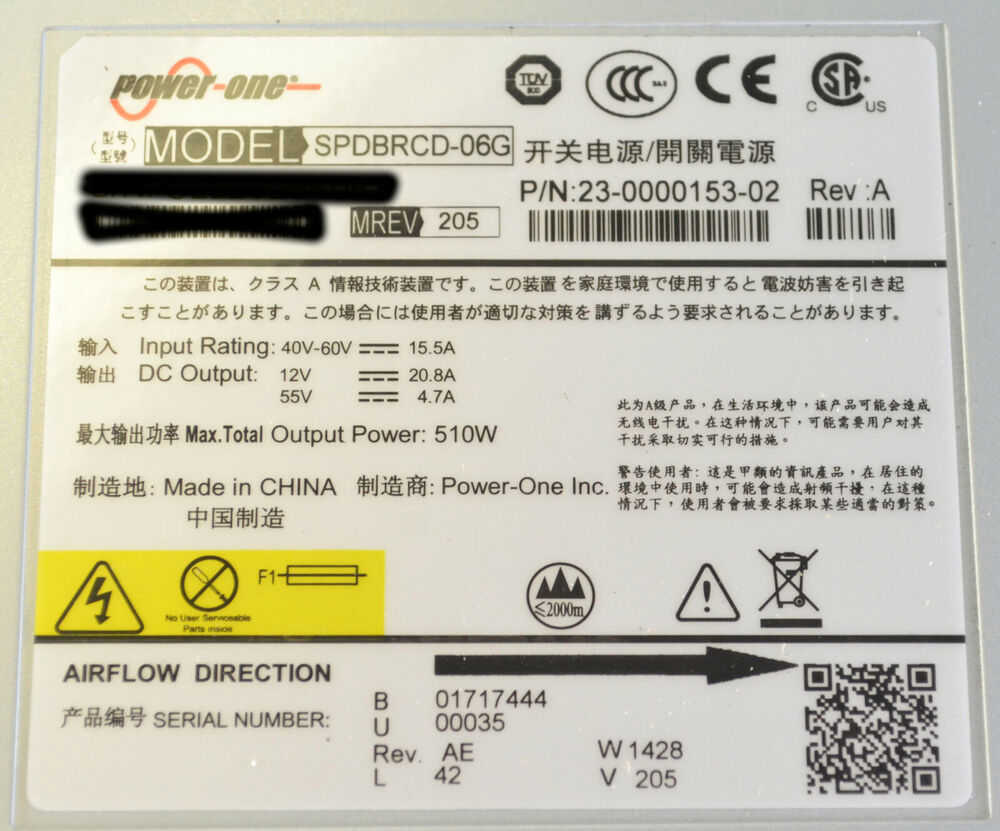 power-one
TUV
CCC
CE
C SA US
(型号
型號) MODEL SPDBRCD-06G 开关电源/開關電源
P/N:23-0000153-02 Rev :A
MREV 205
この装置は、クラス A 情報技術装置です。この装置を家庭環境で使用すると電波妨害を引き起
こすことがあります。この場合には使用者が適切な対策を講ずるよう要求されることがあります。
输入 Input Rating: 40V-60V 15.5A
输出 DC Output: 12V 20.8A
55V 4.7A
最大输出功率 Max.Total Output Power: 510W
制造地: Made in CHINA 制造商: Power-One Inc.
中国制造
此为A级产品，在生活环境中，该产品可能会造成
无线电干扰。在这种情况下，可能需要用户对其
干扰采取切实可行的措施。
警告使用者: 這是甲類的資訊產品，在居住的
環境中使用時，可能會造成射頻干擾，在這種
情況下，使用者會被要求採取某些適當的對策。
No User Serviceable
Parts inside
F1
≤2000m
AIRFLOW DIRECTION
产品编号 SERIAL NUMBER:
B 01717444
U 00035
Rev. AE W 1428
L 42 V 205